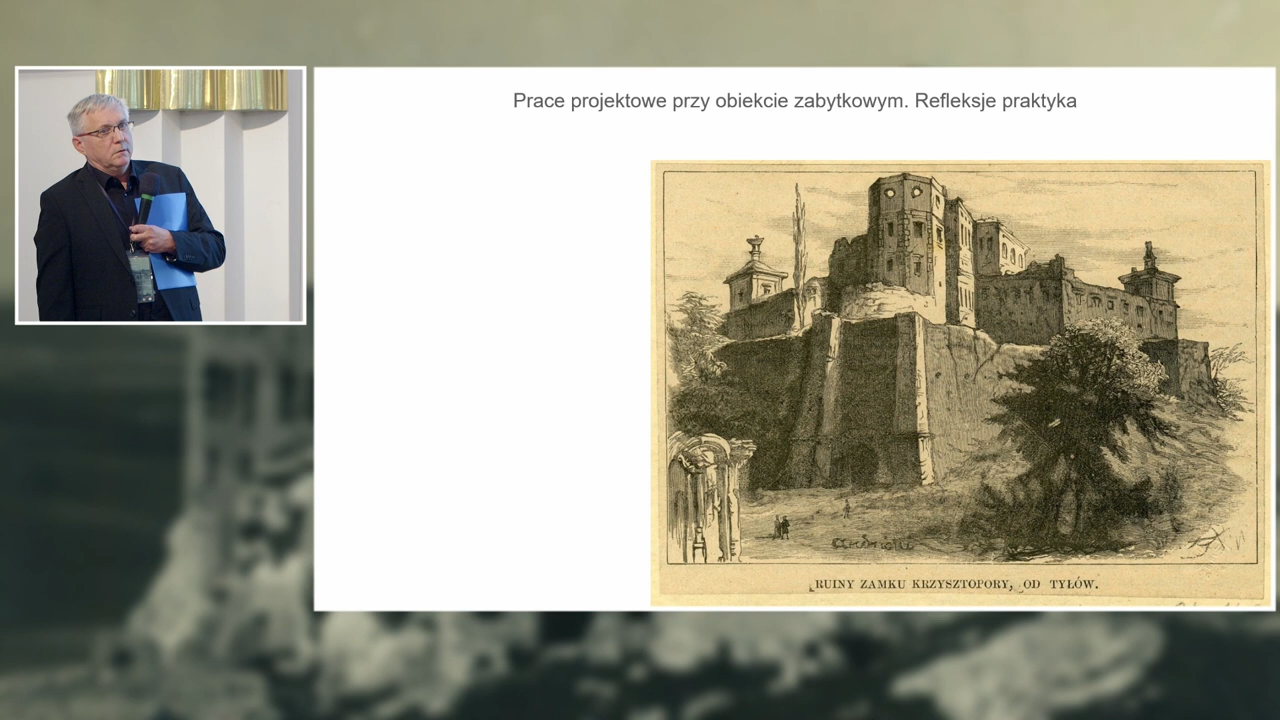 Prace projektowe przy obiekcie zabytkowym. Refleksje praktyka
RUINY ZAMKU KRZYSZTOPORY, OD TYŁÓW.